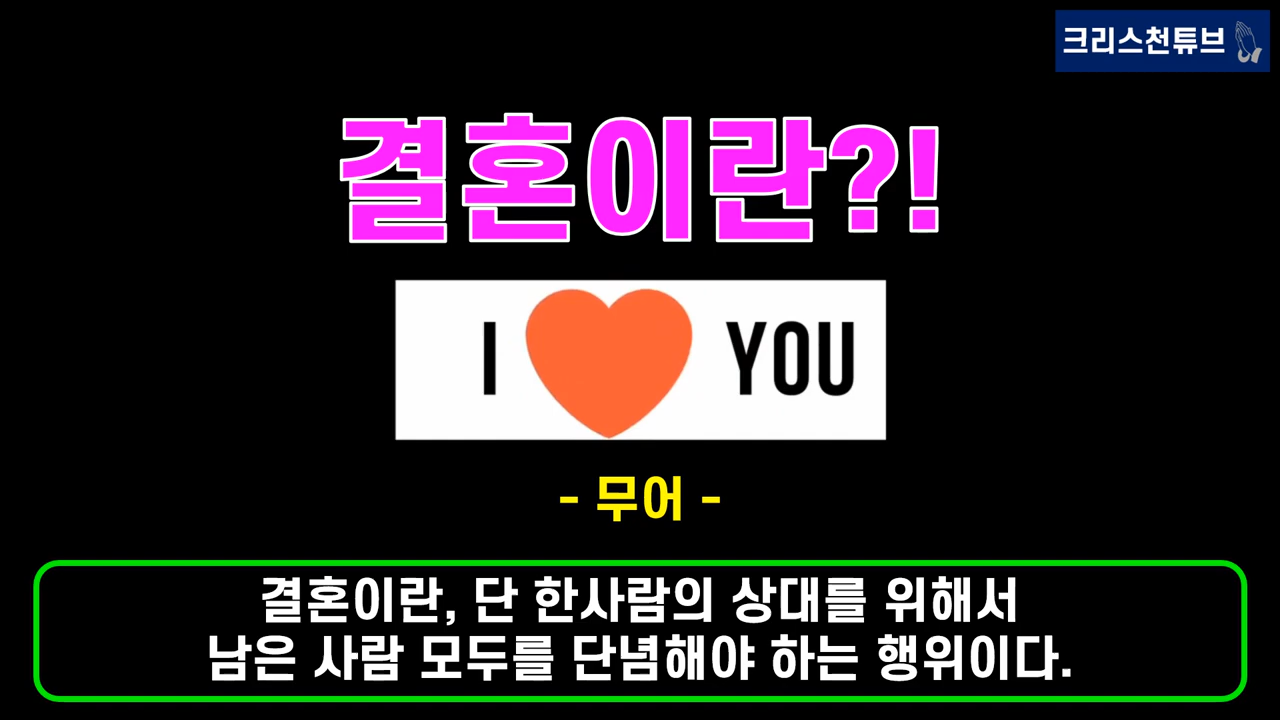 크리스천튜브
결혼이란?!
I YOU
- 무어 -
결혼이란, 단 한사람의 상대를 위해서
남은 사람 모두를 단념해야 하는 행위이다.